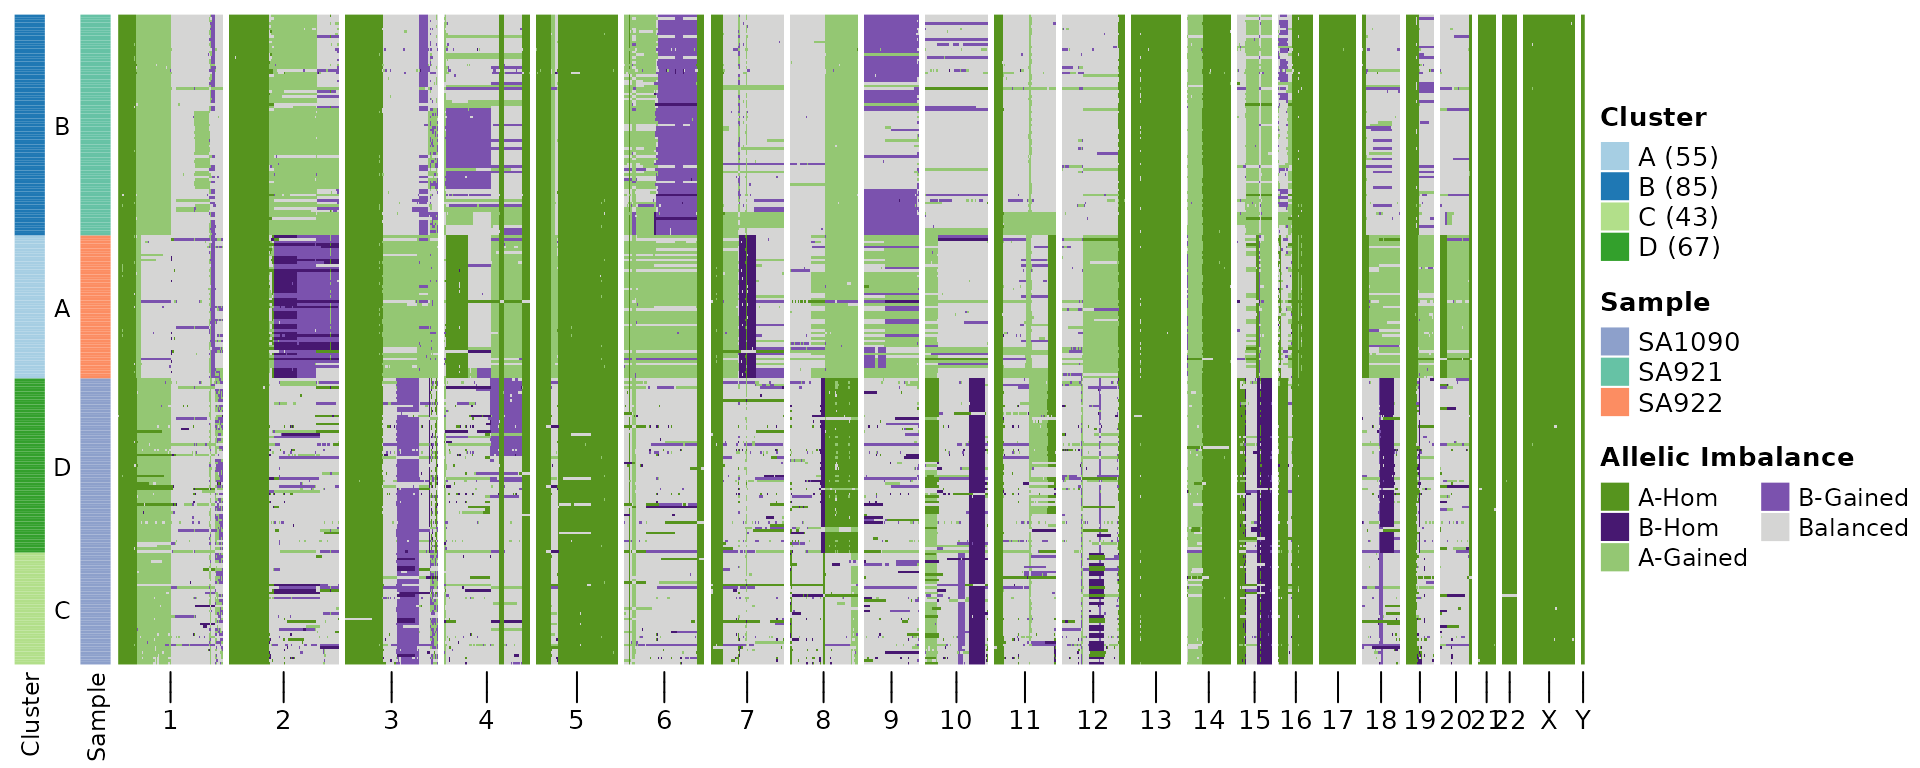 B
A
D
C
Cluster
Sample
1
2
3
4
5
6
7
8
9
10
11
12
13
14
15
16
17
18
19
20
21
22
X
Y
Cluster
A (55)
B (85)
C (43)
D (67)
Sample
SA1090
SA921
SA922
Allelic Imbalance
A-Hom
B-Hom
A-Gained
B-Gained
Balanced